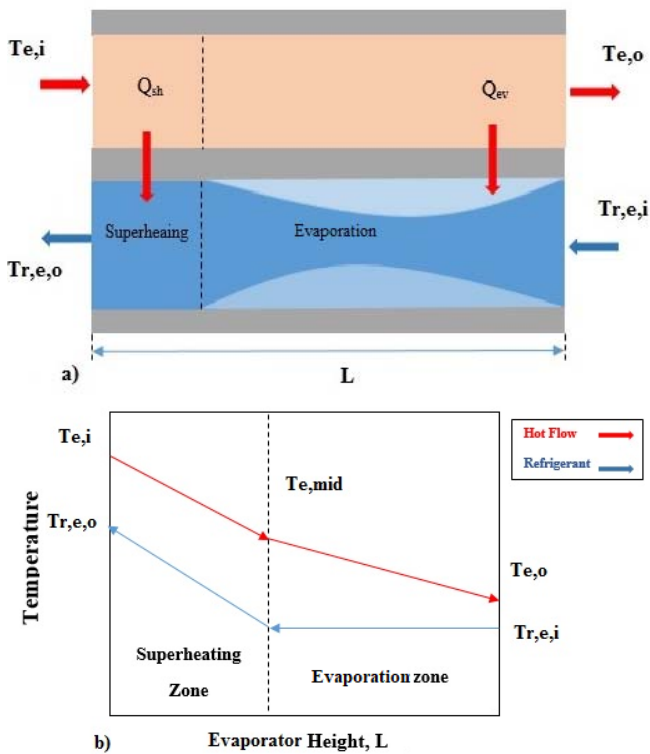 Te,i
Te,o
Qsh
Qev
Superheaing
Evaporation
Tr,e,i
Tr,e,o
a)
L
Te,i
Hot Flow
Refrigerant
Te,mid
Tr,e,o
Temperature
Te,o
Tr,e,i
Superheating
Zone
Evaporation zone
b)
Evaporator Height, L